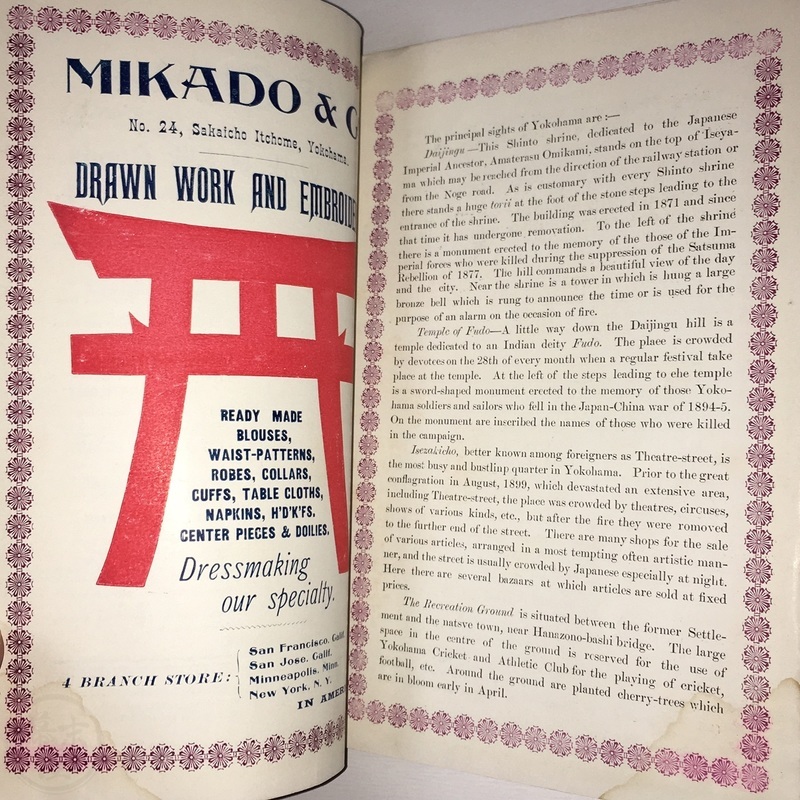 MIKADO & C
No. 24, Sakaicho Itchome, Yokohama.
DRAWN WORK AND EMBROIDE
READY MADE
BLOUSES,
WAIST-PATTERNS,
ROBES, COLLARS,
CUFFS, TABLE CLOTHS,
NAPKINS, H'D'K'FS.
CENTER PIECES & DOILIES.
Dressmaking
our specialty.
4 BRANCH STORE:
San Francisco. Galif.
San Jose. Galif.
Minneapolis. Minn.
New York, N. Y.
IN AMERI
The principal sights of Yokohama are :—
Daijingu—This Shinto shrine, dedicated to the Japanese
Imperial Ancestor, Amaterasu Omikami, stands on the top of Iseya-
ma which may be reached from the direction of the railway station or
from the Noge road. As is customary with every Shinto shrine
there stands a huge torii at the foot of the stone steps leading to the
entrance of the shrine. The building was erected in 1871 and since
that time it has undergone removation. To the left of the shrine
there is a monument erected to the memory of the those of the Im-
perial forces who were killed during the suppression of the Satsuma
Rebellion of 1877. The hill commands a beautiful view of the day
and the city. Near the shrine is a tower in which is hung a large
bronze bell which is rung to announce the time or is used for the
purpose of an alarm on the occasion of fire.
Temple of Fudo—A little way down the Daijingu hill is a
temple dedicated to an Indian deity Fudo. The place is crowded
by devotees on the 28th of every month when a regular festival take
place at the temple. At the left of the steps leading to che temple
is a sword-shaped monument erected to the memory of those Yoko-
hama soldiers and sailors who fell in the Japan-China war of 1894-5.
On the monument are inscribed the names of those who were killed
in the campaign.
Isezakicho, better known among foreigners as Theatre-street, is
the most busy and bustlinp quarter in Yokohama. Prior to the great
conflagration in August, 1899, which devastated an extensive area,
including Theatre-street, the place was crowded by theatres, circuses,
shows of various kinds, etc., but after the fire they were removed
to the further end of the street. There are many shops for the sale
of various articles, arranged in a most tempting often artistic man-
ner, and the street is usually crowded by Japanese especially at night.
Here there are several bazaars at which articles are sold at fixed
prices.
The Recreation Ground is situated between the former Settle-
ment and the natsve town, near Hanazono-bashi bridge. The large
space in the centre of the ground is reserved for the use of
Yokohama Cricket and Athletic Club for the playing of cricket,
football, etc. Around the ground are planted cherry-trees which
are in bloom early in April.